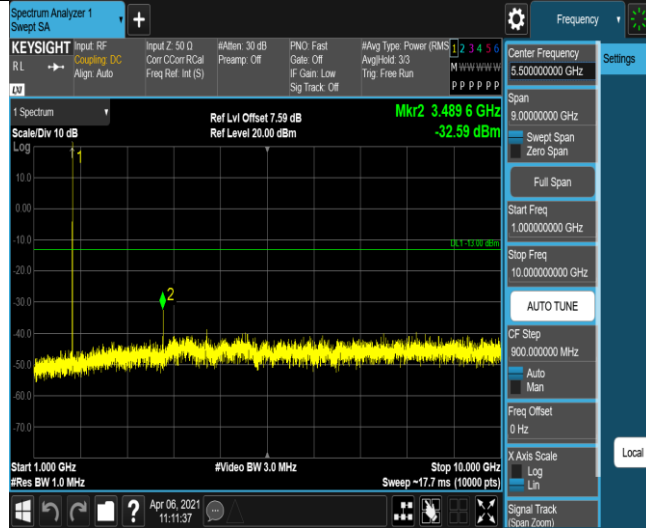 Spectrum Analyzer 1
Swept SA
Frequency
KEYSIGHT
RL
LXI
Input: RF
Coupling: DC
Align: Auto
Input Z: 50 Ω
Corr CCorr RCal
Freq Ref: Int (S)
#Atten: 30 dB
Preamp: Off
PNO: Fast
Gate: Off
IF Gain: Low
Sig Track: Off
#Avg Type: Power (RMS
Avg|Hold: 3/3
Trig: Free Run
1 2 3 4 5 6
M W W W W W
P P P P P P
1 Spectrum
Scale/Div 10 dB
Log
Ref Lvl Offset 7.59 dB
Ref Level 20.00 dBm
Mkr2 3.489 6 GHz
-32.59 dBm
1
10.0
0.00
-10.0
DL1 -13.00 dBm
-20.0
2
-30.0
-40.0
-50.0
-60.0
-70.0
Start 1.000 GHz
#Res BW 1.0 MHz
#Video BW 3.0 MHz
Stop 10.000 GHz
Sweep ~17.7 ms (10000 pts)
?
Apr 06, 2021
11:11:37
Center Frequency
5.500000000 GHz
Span
9.00000000 GHz
Swept Span
Zero Span
Full Span
Start Freq
1.000000000 GHz
Stop Freq
10.000000000 GHz
AUTO TUNE
CF Step
900.000000 MHz
Auto
Man
Freq Offset
0 Hz
X Axis Scale
Log
Lin
Signal Track
(Span Zoom)
Settings
Local